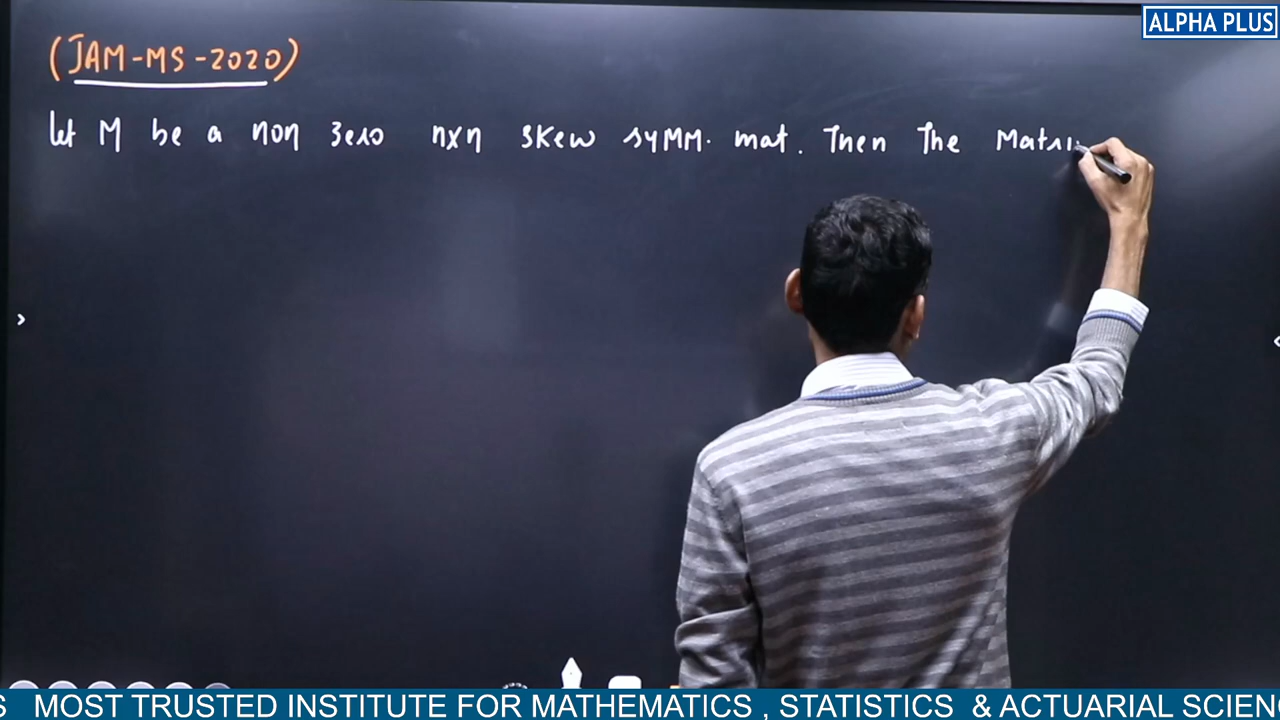 ALPHA PLUS
(JAM-MS-2020)
let M be a non zero nxn skew symm. mat. Then the
MOST TRUSTED INSTITUTE FOR MATHEMATICS , STATISTICS & ACTUARIAL